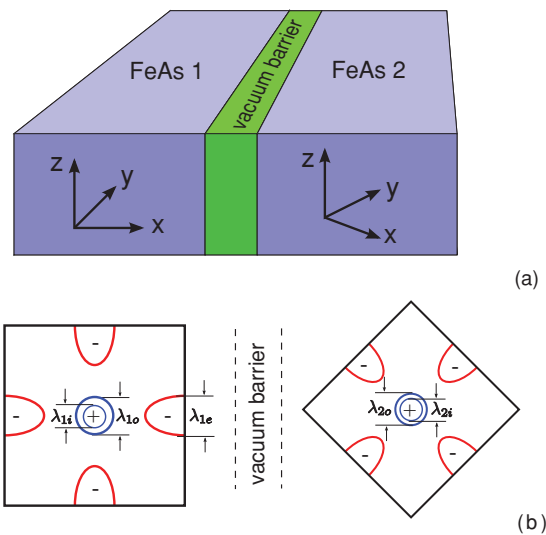 FeAs 1
vacuum barrier
FeAs 2
z
y
x
z
y
x
(a)
-
-
λ1i
+
λ1o
-
λ1e
-
vacuum barrier
-
-
λ2o
+
λ2i
-
-
(b)